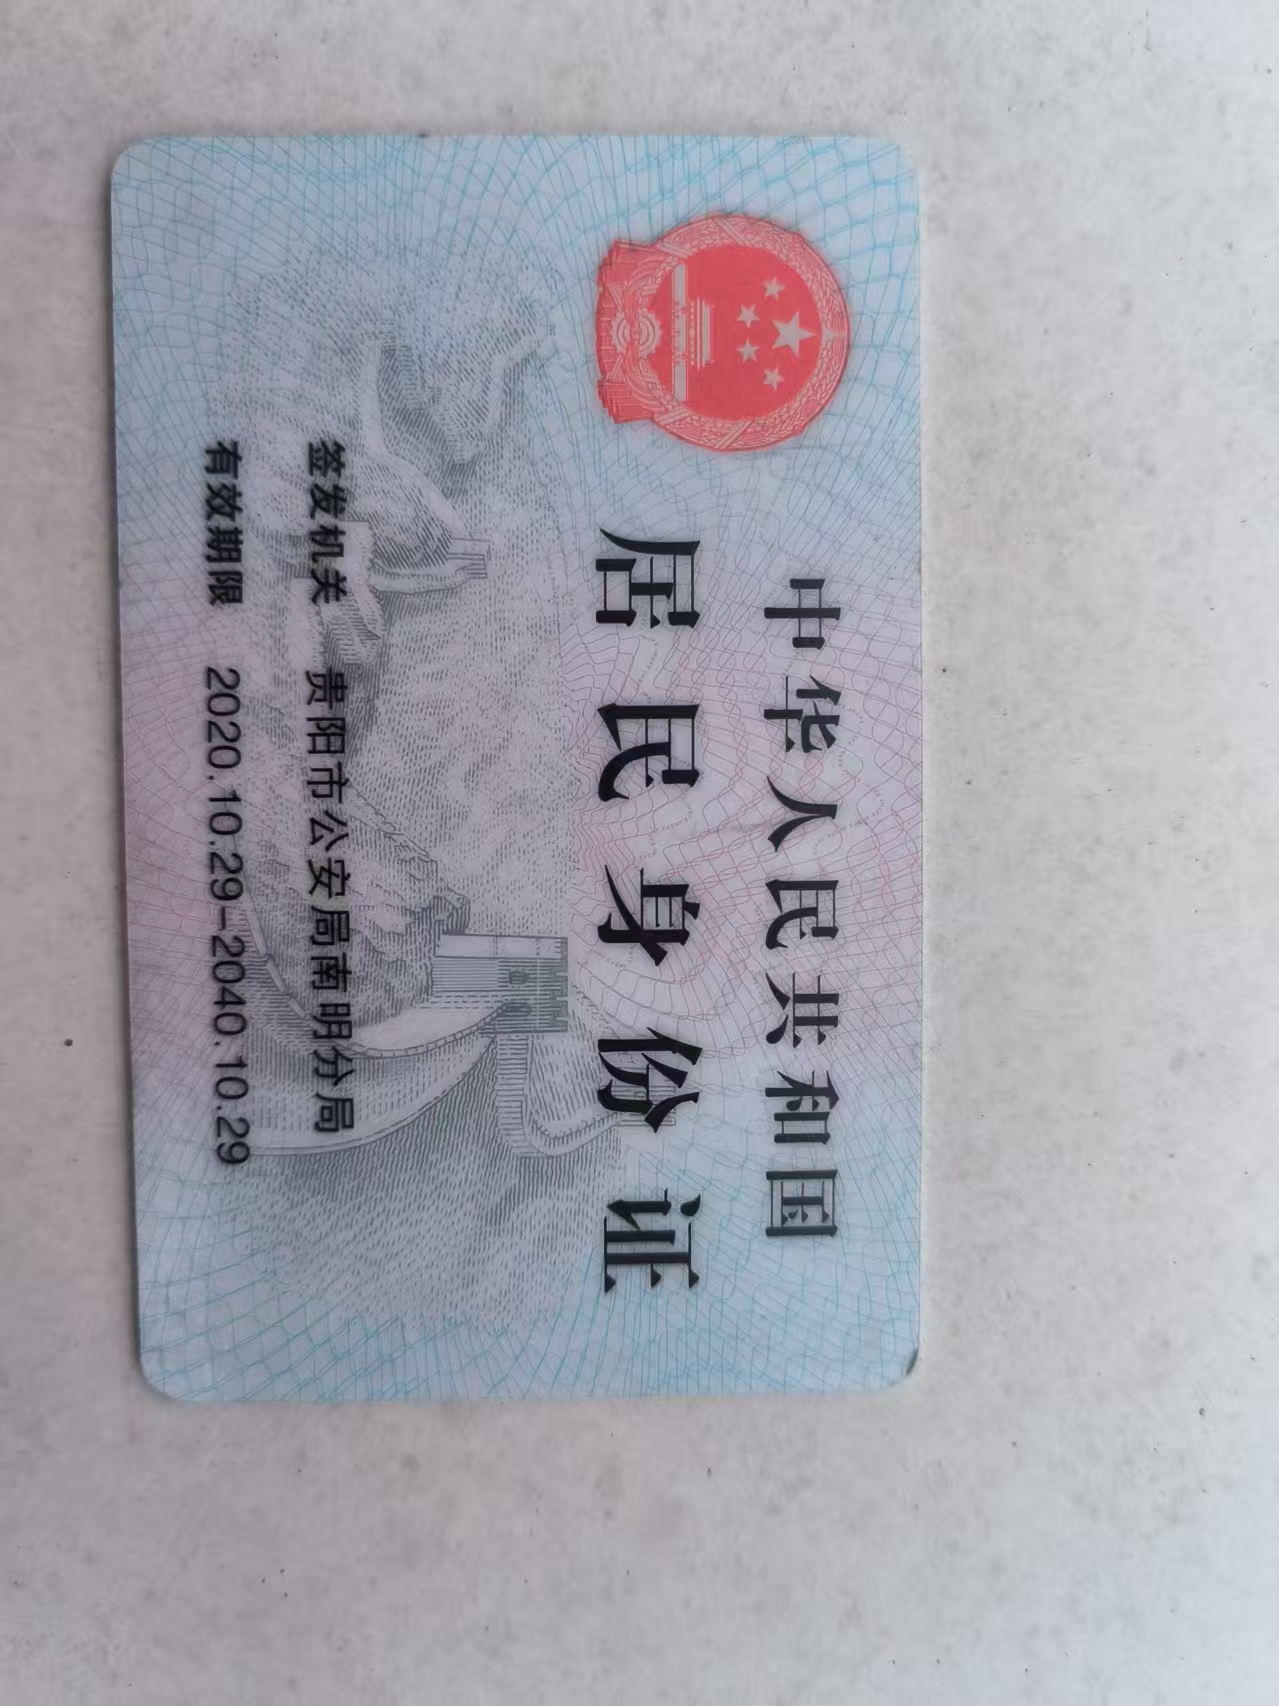 中华人民共和国
居民身份证
签发机关 贵阳市公安局南明分局
有效期限 2020.10.29-2040.10.29